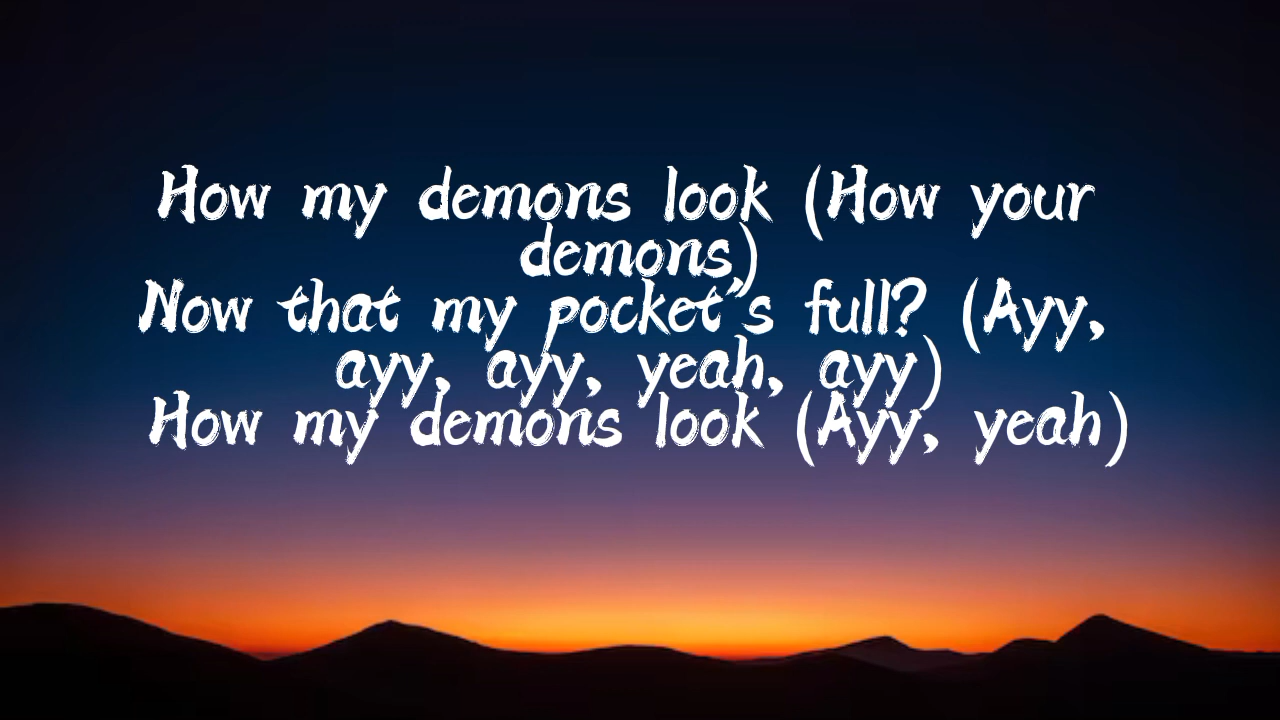 How my demons look (How your
demons)
Now that my pocket"s full? (Ayy,
ayy, ayy, yeah, ayy)
How my demons look (Ayy, yeah)